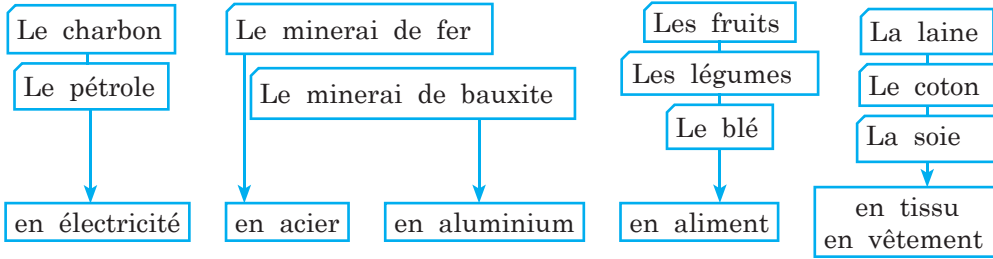 Le charbon
Le pétrole
en électricité
Le minerai de fer
Le minerai de bauxite
en acier
en aluminium
Les fruits
Les légumes
Le blé
en aliment
La laine
Le coton
La soie
en tissu
en vêtement